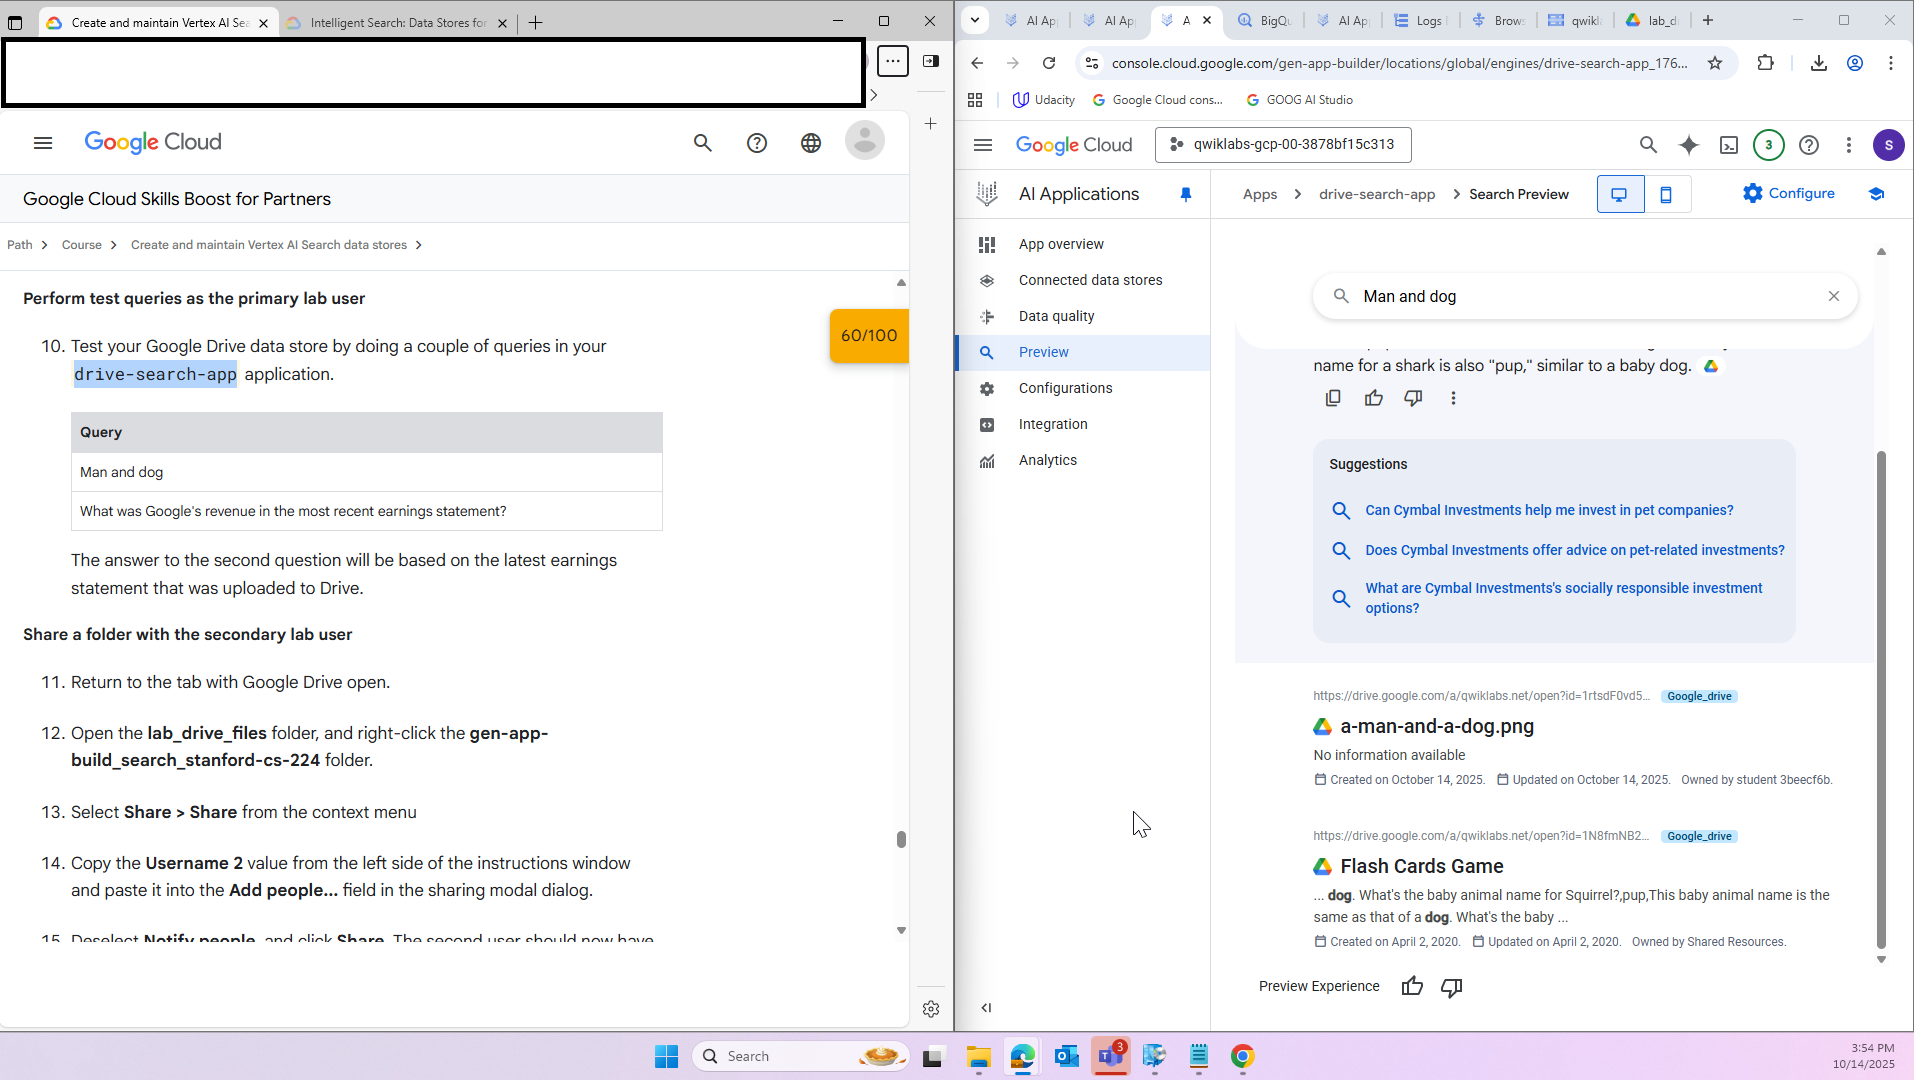 Create and maintain Vertex AI Sea
Intelligent Search: Data Stores for
Google Cloud
Google Cloud Skills Boost for Partners
Path
Course
Create and maintain Vertex AI Search data stores
Perform test queries as the primary lab user
60/100
10. Test your Google Drive data store by doing a couple of queries in your
drive-search-app application.
Query
Man and dog
What was Google's revenue in the most recent earnings statement?
The answer to the second question will be based on the latest earnings
statement that was uploaded to Drive.
Share a folder with the secondary lab user
11. Return to the tab with Google Drive open.
12. Open the lab_drive_files folder, and right-click the gen-app-
build_search_stanford-cs-224 folder.
13. Select Share > Share from the context menu
14. Copy the Username 2 value from the left side of the instructions window
and paste it into the Add people... field in the sharing modal dialog.
15. Deselect Notify people, and click Share. The second user should now have
AI Ap
AI Ap
A
BigQu
AI Ap
Logs
Brow
qwikl
lab_d
console.cloud.google.com/gen-app-builder/locations/global/engines/drive-search-app_176...
Udacity
Google Cloud cons...
GOOG AI Studio
Google Cloud
qwiklabs-gcp-00-3878bf15c313
3
S
AI Applications
Apps
drive-search-app
Search Preview
Configure
App overview
Connected data stores
Data quality
Preview
Configurations
Integration
Analytics
Man and dog
name for a shark is also "pup," similar to a baby dog.
Suggestions
Can Cymbal Investments help me invest in pet companies?
Does Cymbal Investments offer advice on pet-related investments?
What are Cymbal Investments's socially responsible investment
options?
https://drive.google.com/a/qwiklabs.net/open?id=1rtsdF0vd5... Google_drive
a-man-and-a-dog.png
No information available
Created on October 14, 2025. Updated on October 14, 2025. Owned by student 3beecf6b.
https://drive.google.com/a/qwiklabs.net/open?id=1N8fmNB2... Google_drive
Flash Cards Game
... dog. What's the baby animal name for Squirrel?,pup,This baby animal name is the
same as that of a dog. What's the baby ...
Created on April 2, 2020. Updated on April 2, 2020. Owned by Shared Resources.
Preview Experience
Search
3
3:54 PM
10/14/2025